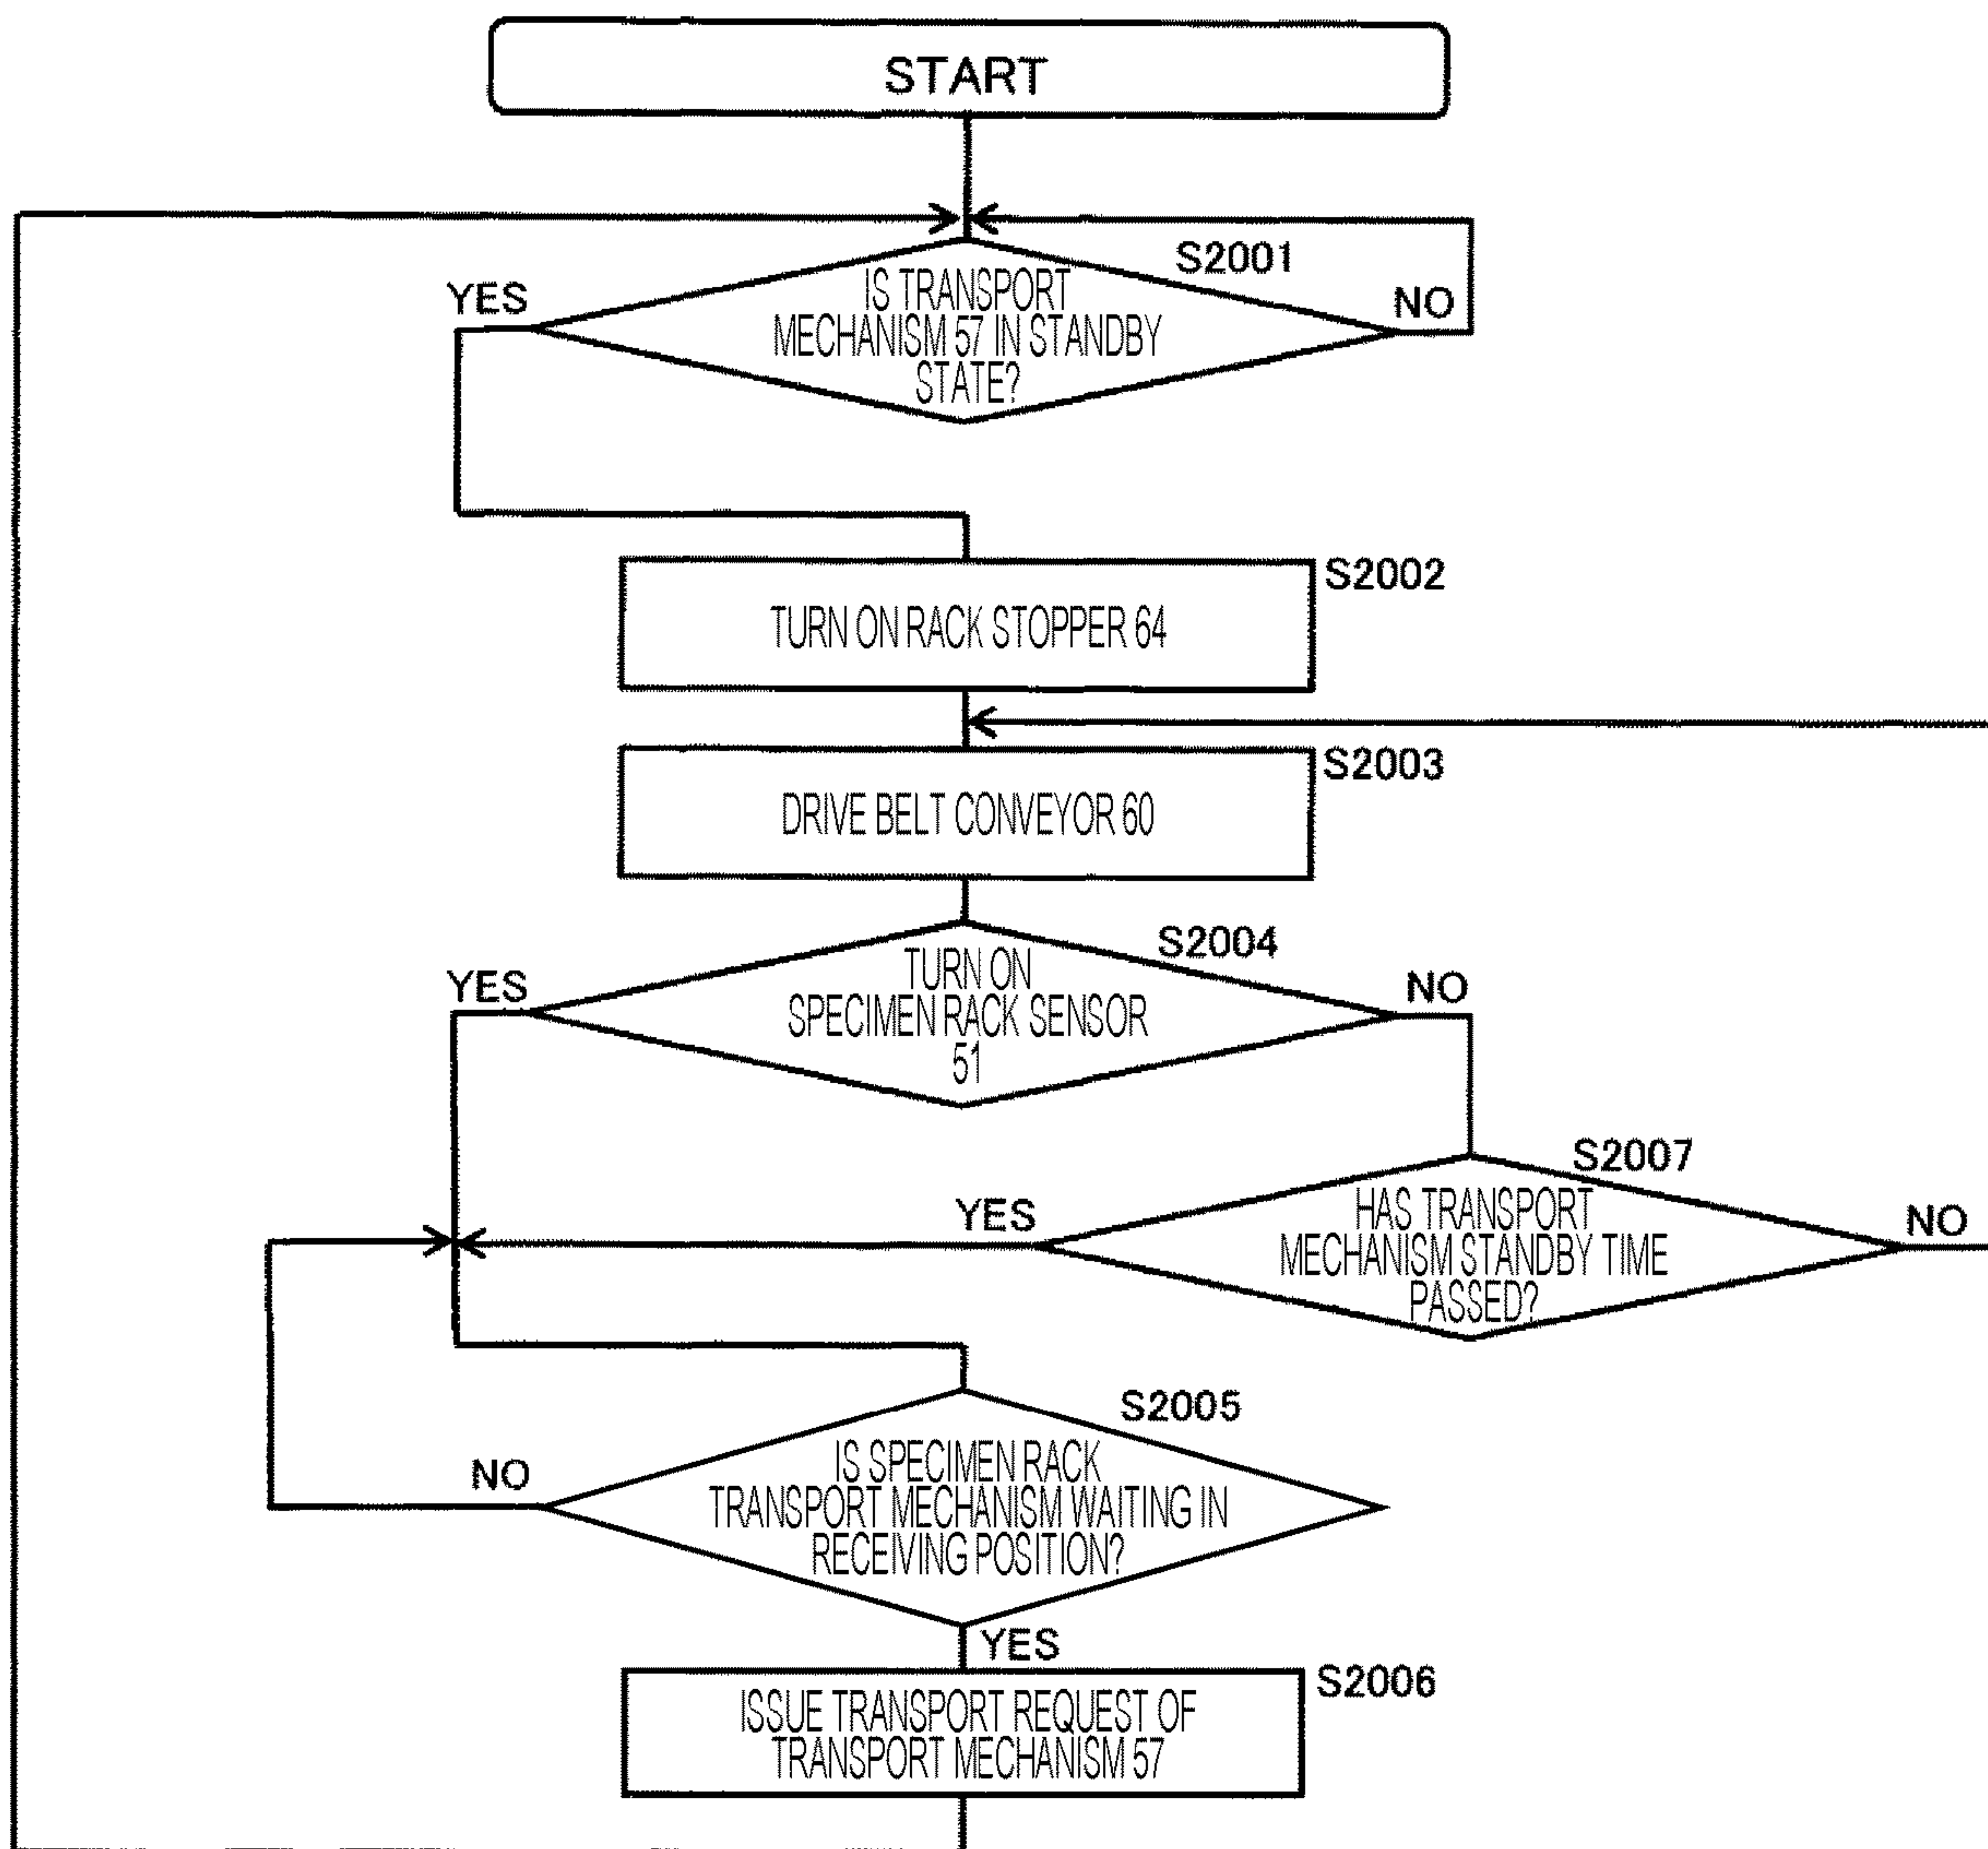 START
S2001
YES
IS TRANSPORT
MECHANISM 57 IN STANDBY
STATE?
NO
S2002
TURN ON RACK STOPPER 64
S2003
DRIVE BELT CONVEYOR 60
S2004
YES
TURN ON
SPECIMEN RACK SENSOR
51
NO
S2007
YES
HAS TRANSPORT
MECHANISM STANDBY TIME
PASSED?
NO
S2005
NO
IS SPECIMEN RACK
TRANSPORT MECHANISM WAITING IN
RECEIVING POSITION?
YES
S2006
ISSUE TRANSPORT REQUEST OF
TRANSPORT MECHANISM 57